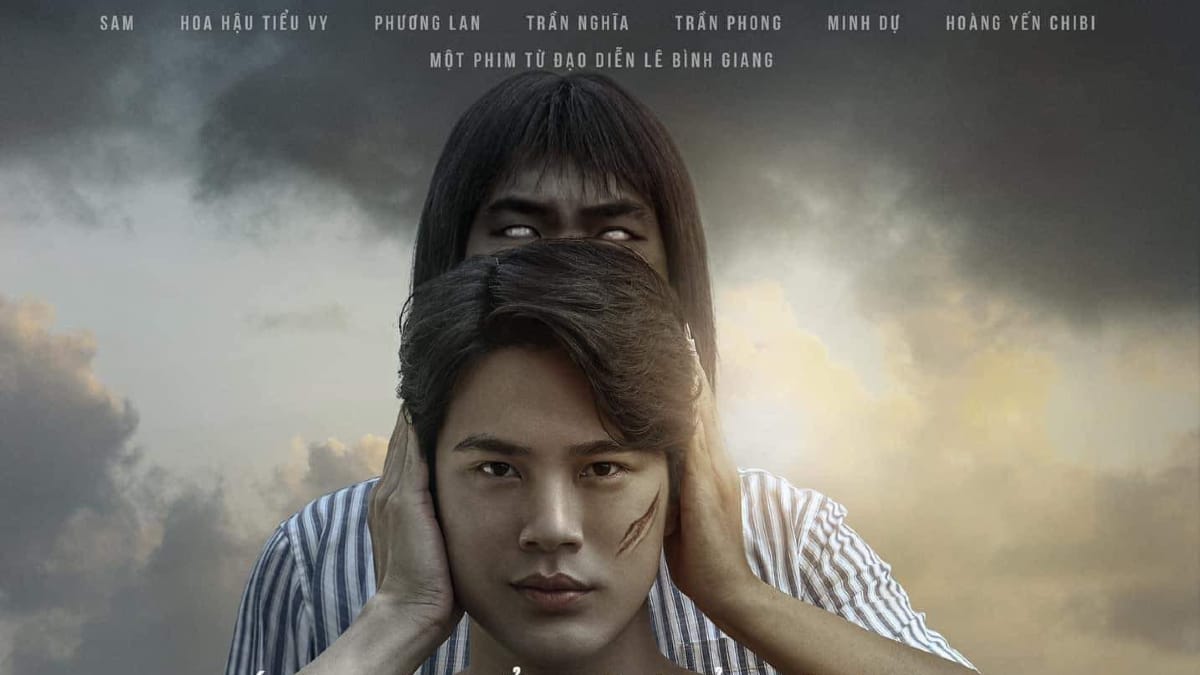 SAM HOA HẬU TIỂU VY PHƯƠNG LAN TRẦN NGHĨA TRẦN PHONG MINH DỰ HOÀNG YẾN CHIBI
MỘT PHIM TỪ ĐẠO DIỄN LÊ BÌNH GIANG